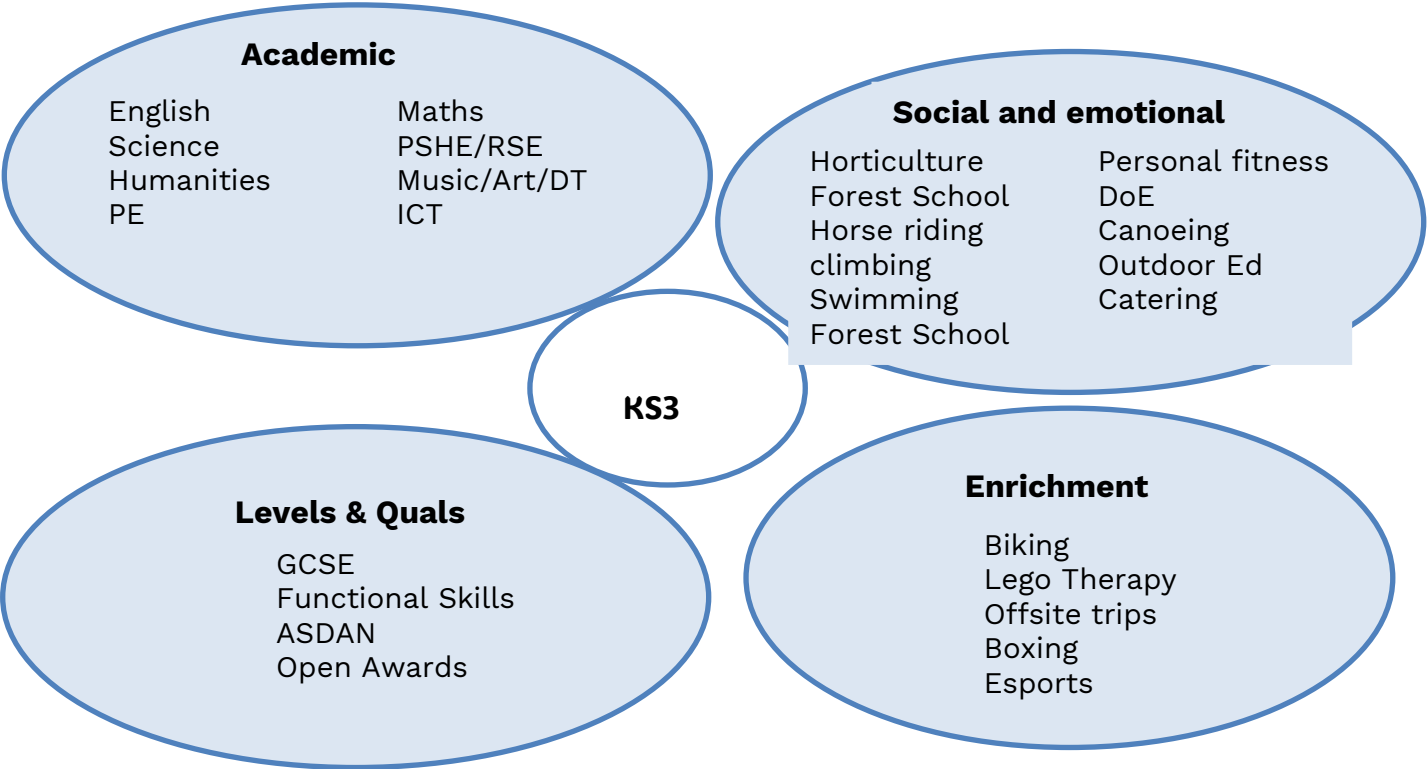 Academic
English
Science
Humanities
PE
Maths
PSHE/RSE
Music/Art/DT
ICT
Social and emotional
Horticulture
Forest School
Horse riding
climbing
Swimming
Forest School
Personal fitness
DoE
Canoeing
Outdoor Ed
Catering
KS3
Levels & Quals
GCSE
Functional Skills
ASDAN
Open Awards
Enrichment
Biking
Lego Therapy
Offsite trips
Boxing
Esports